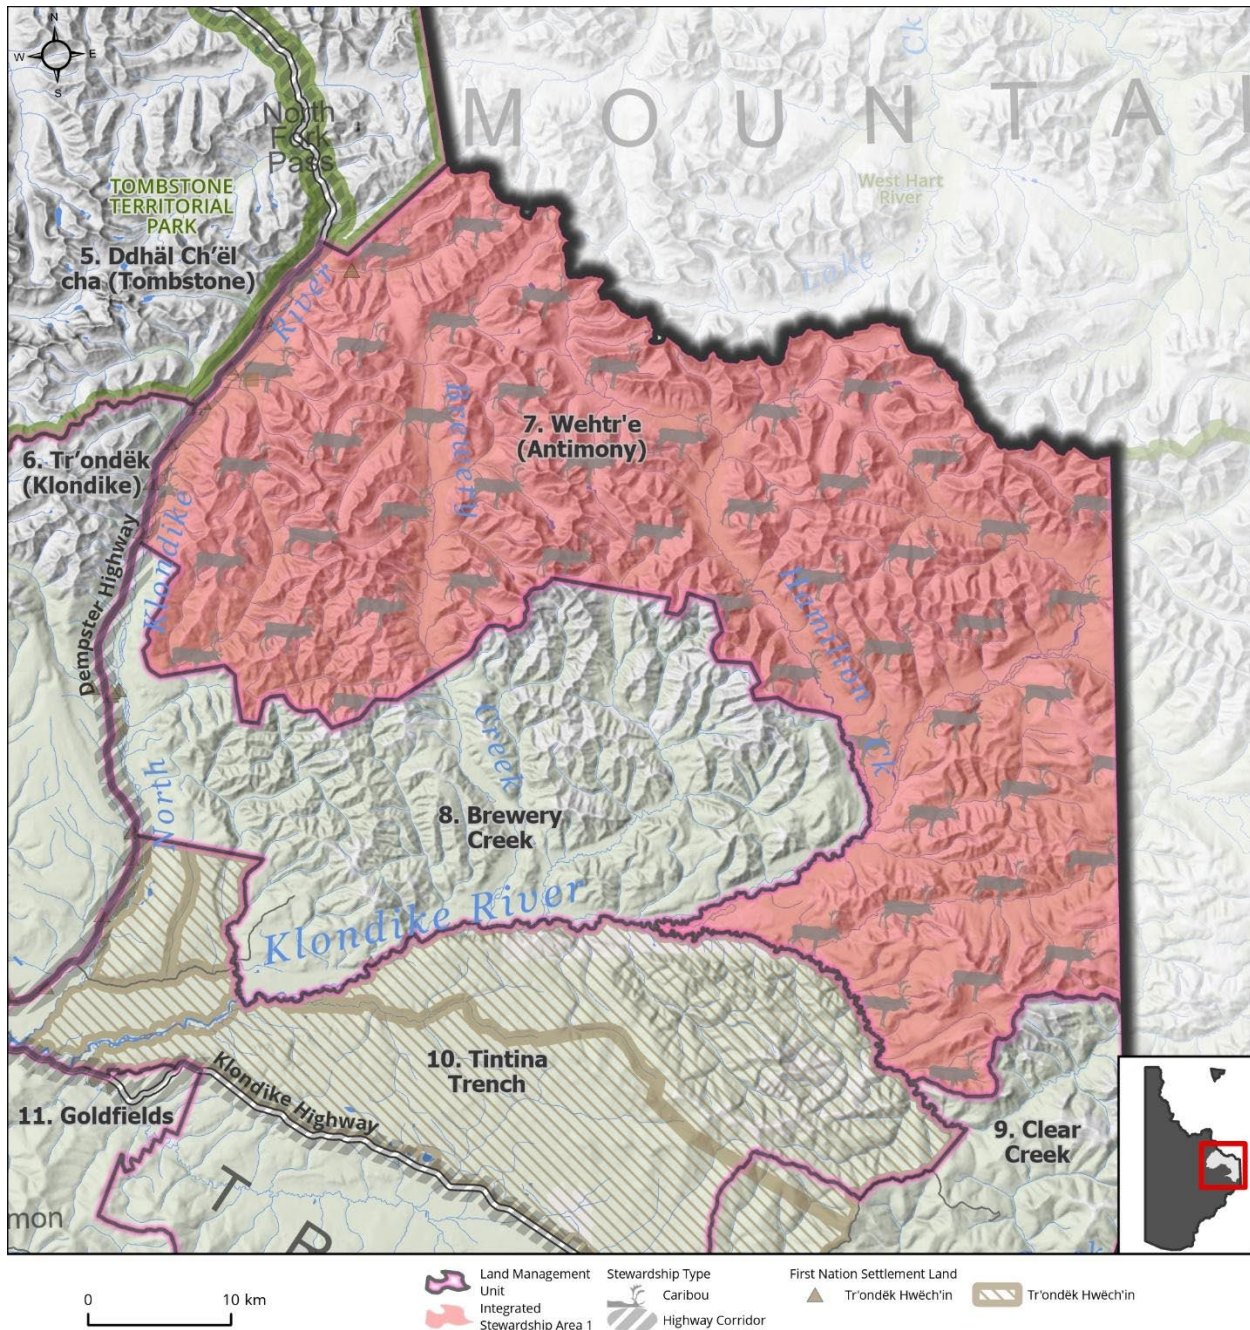 N
W E
S
North
Fork
Pass
MOUNTAI
Ck
West Hart
River
Lake
TOMBSTONE
TERRITORIAL
PARK
5. Ddhäl Ch'ël
cha (Tombstone)
River
Brewery
7. Wehtr'e
(Antimony)
6. Tr'ondëk
(Klondike)
Klondike
Dempster Highway
Hamilton
Ck
North
Creek
8. Brewery
Creek
Klondike River
10. Tintina
Trench
Klondike Highway
11. Goldfields
9. Clear
Creek
mon
T R
0 10 km
Land Management
Unit
Integrated
Stewardship Area 1
Stewardship Type
Caribou
Highway Corridor
First Nation Settlement Land
Tr'ondëk Hwëch'in
Tr'ondëk Hwëch'in